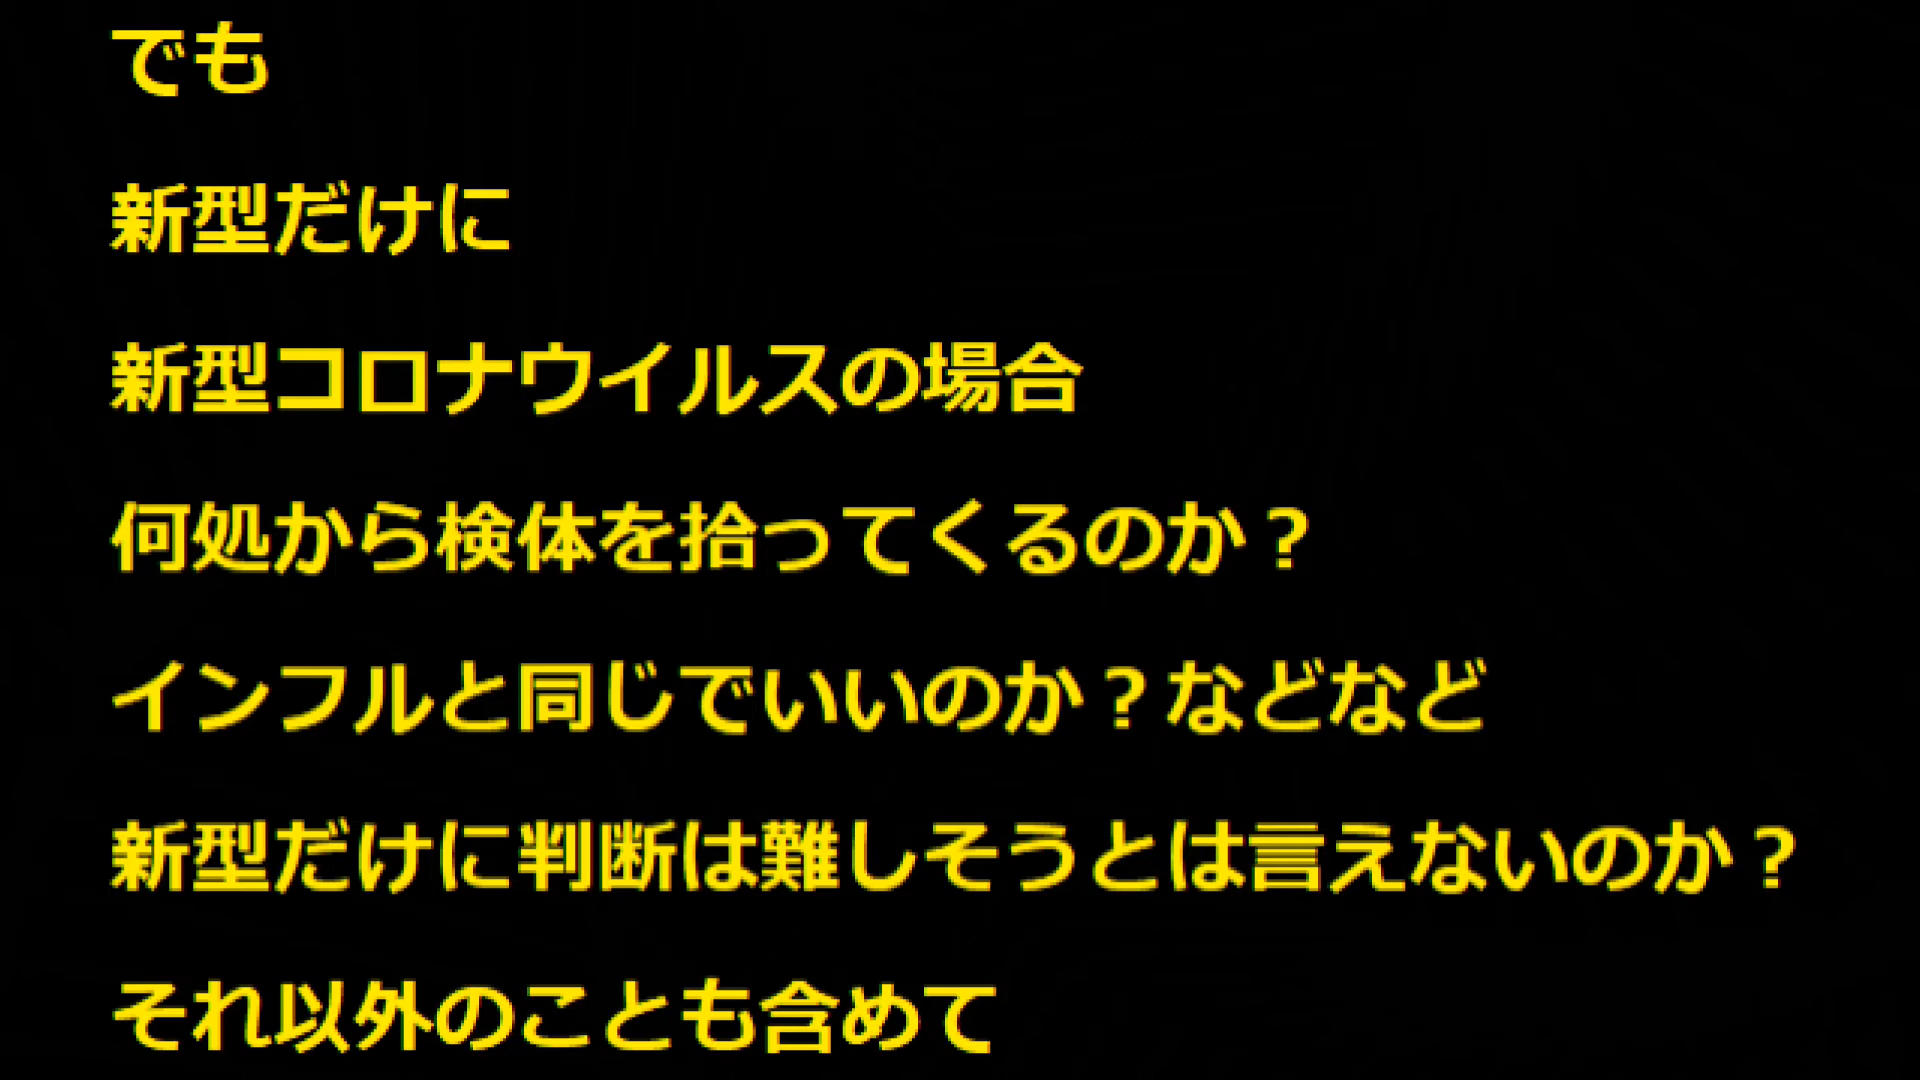 でも
新型だけに
新型コロナウイルスの場合
何処から検体を拾ってくるのか？
インフルと同じでいいのか？などなど
新型だけに判断は難しそうとは言えないのか？
それ以外のことも含めて